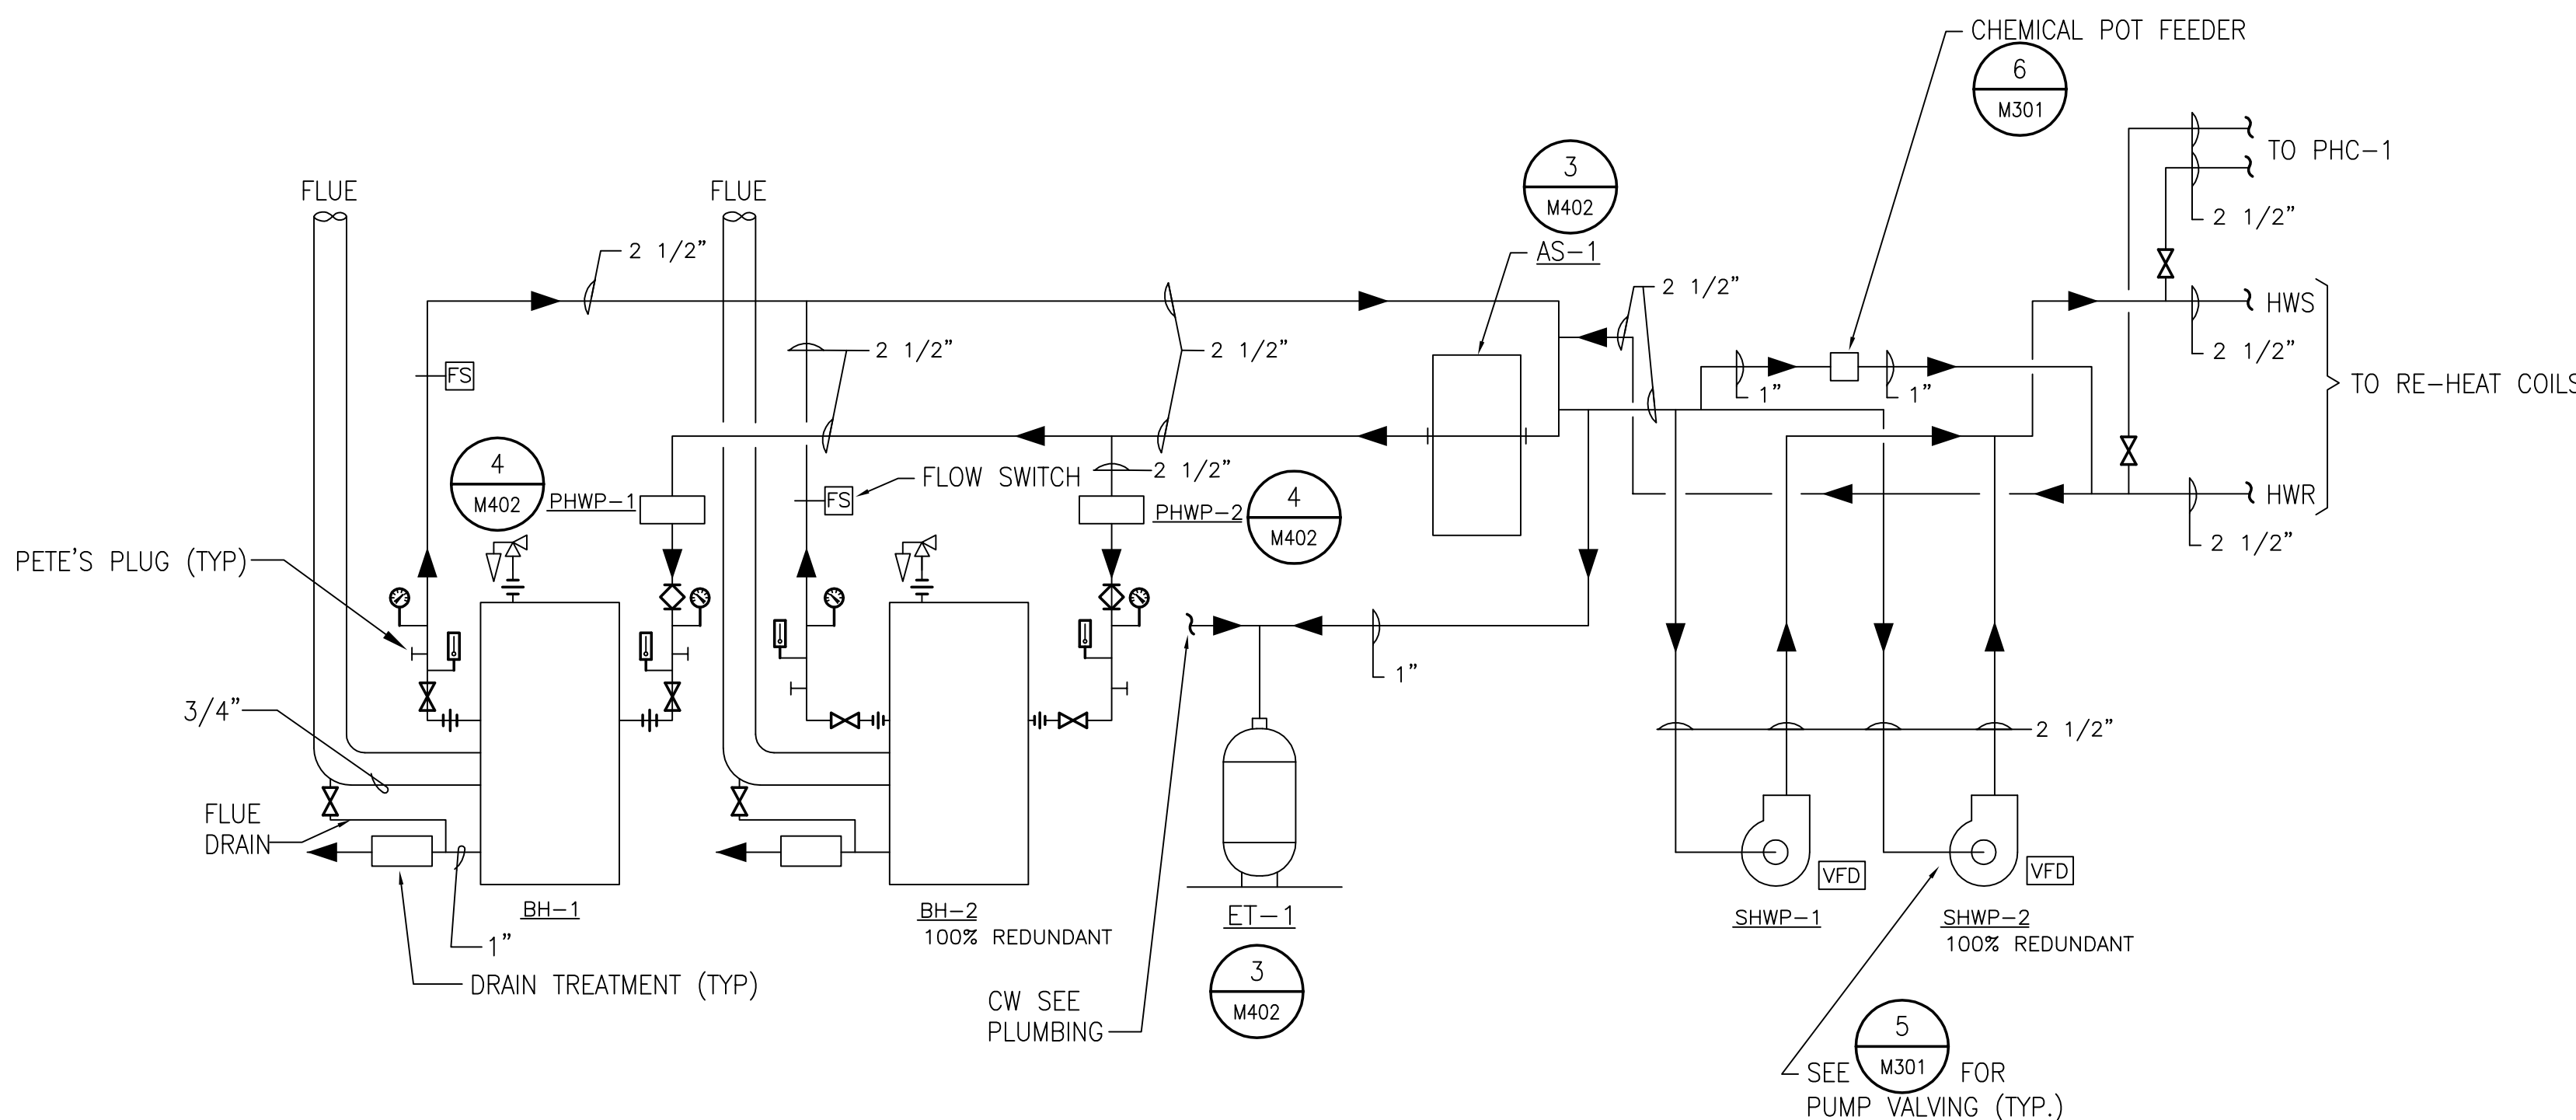 CHEMICAL POT FEEDER
6
M301
TO PHC-1
2 1/2"
3
M402
AS-1
FLUE
FLUE
2 1/2"
2 1/2"
2 1/2"
2 1/2"
1"
1"
HWS
2 1/2"
TO RE-HEAT COILS
HWR
2 1/2"
FS
4
M402
PHWP-1
FS
FLOW SWITCH
2 1/2"
PHWP-2
4
M402
PETE'S PLUG (TYP)
3/4"
1"
2 1/2"
FLUE
DRAIN
BH-1
1"
DRAIN TREATMENT (TYP)
BH-2
100% REDUNDANT
ET-1
3
M402
CW SEE
PLUMBING
VFD
SHWP-1
VFD
SHWP-2
100% REDUNDANT
5
M301
SEE FOR
PUMP VALVING (TYP.)